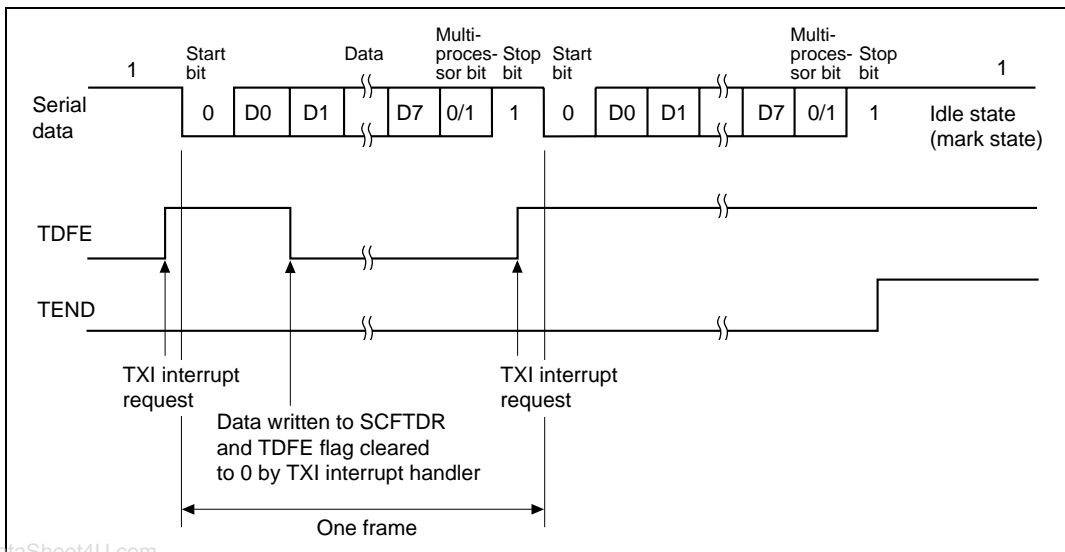 1
Start
bit
Data
Multi-
proces-
sor bit
Stop
bit
Start
bit
Multi-
proces-
sor bit
Stop
bit
1
Serial
data
0 D0 D1 D7 0/1 1 0 D0 D1 D7 0/1 1
Idle state
(mark state)
TDFE
TEND
TXI interrupt
request
TXI interrupt
request
Data written to SCFTDR
and TDFE flag cleared
to 0 by TXI interrupt handler
One frame